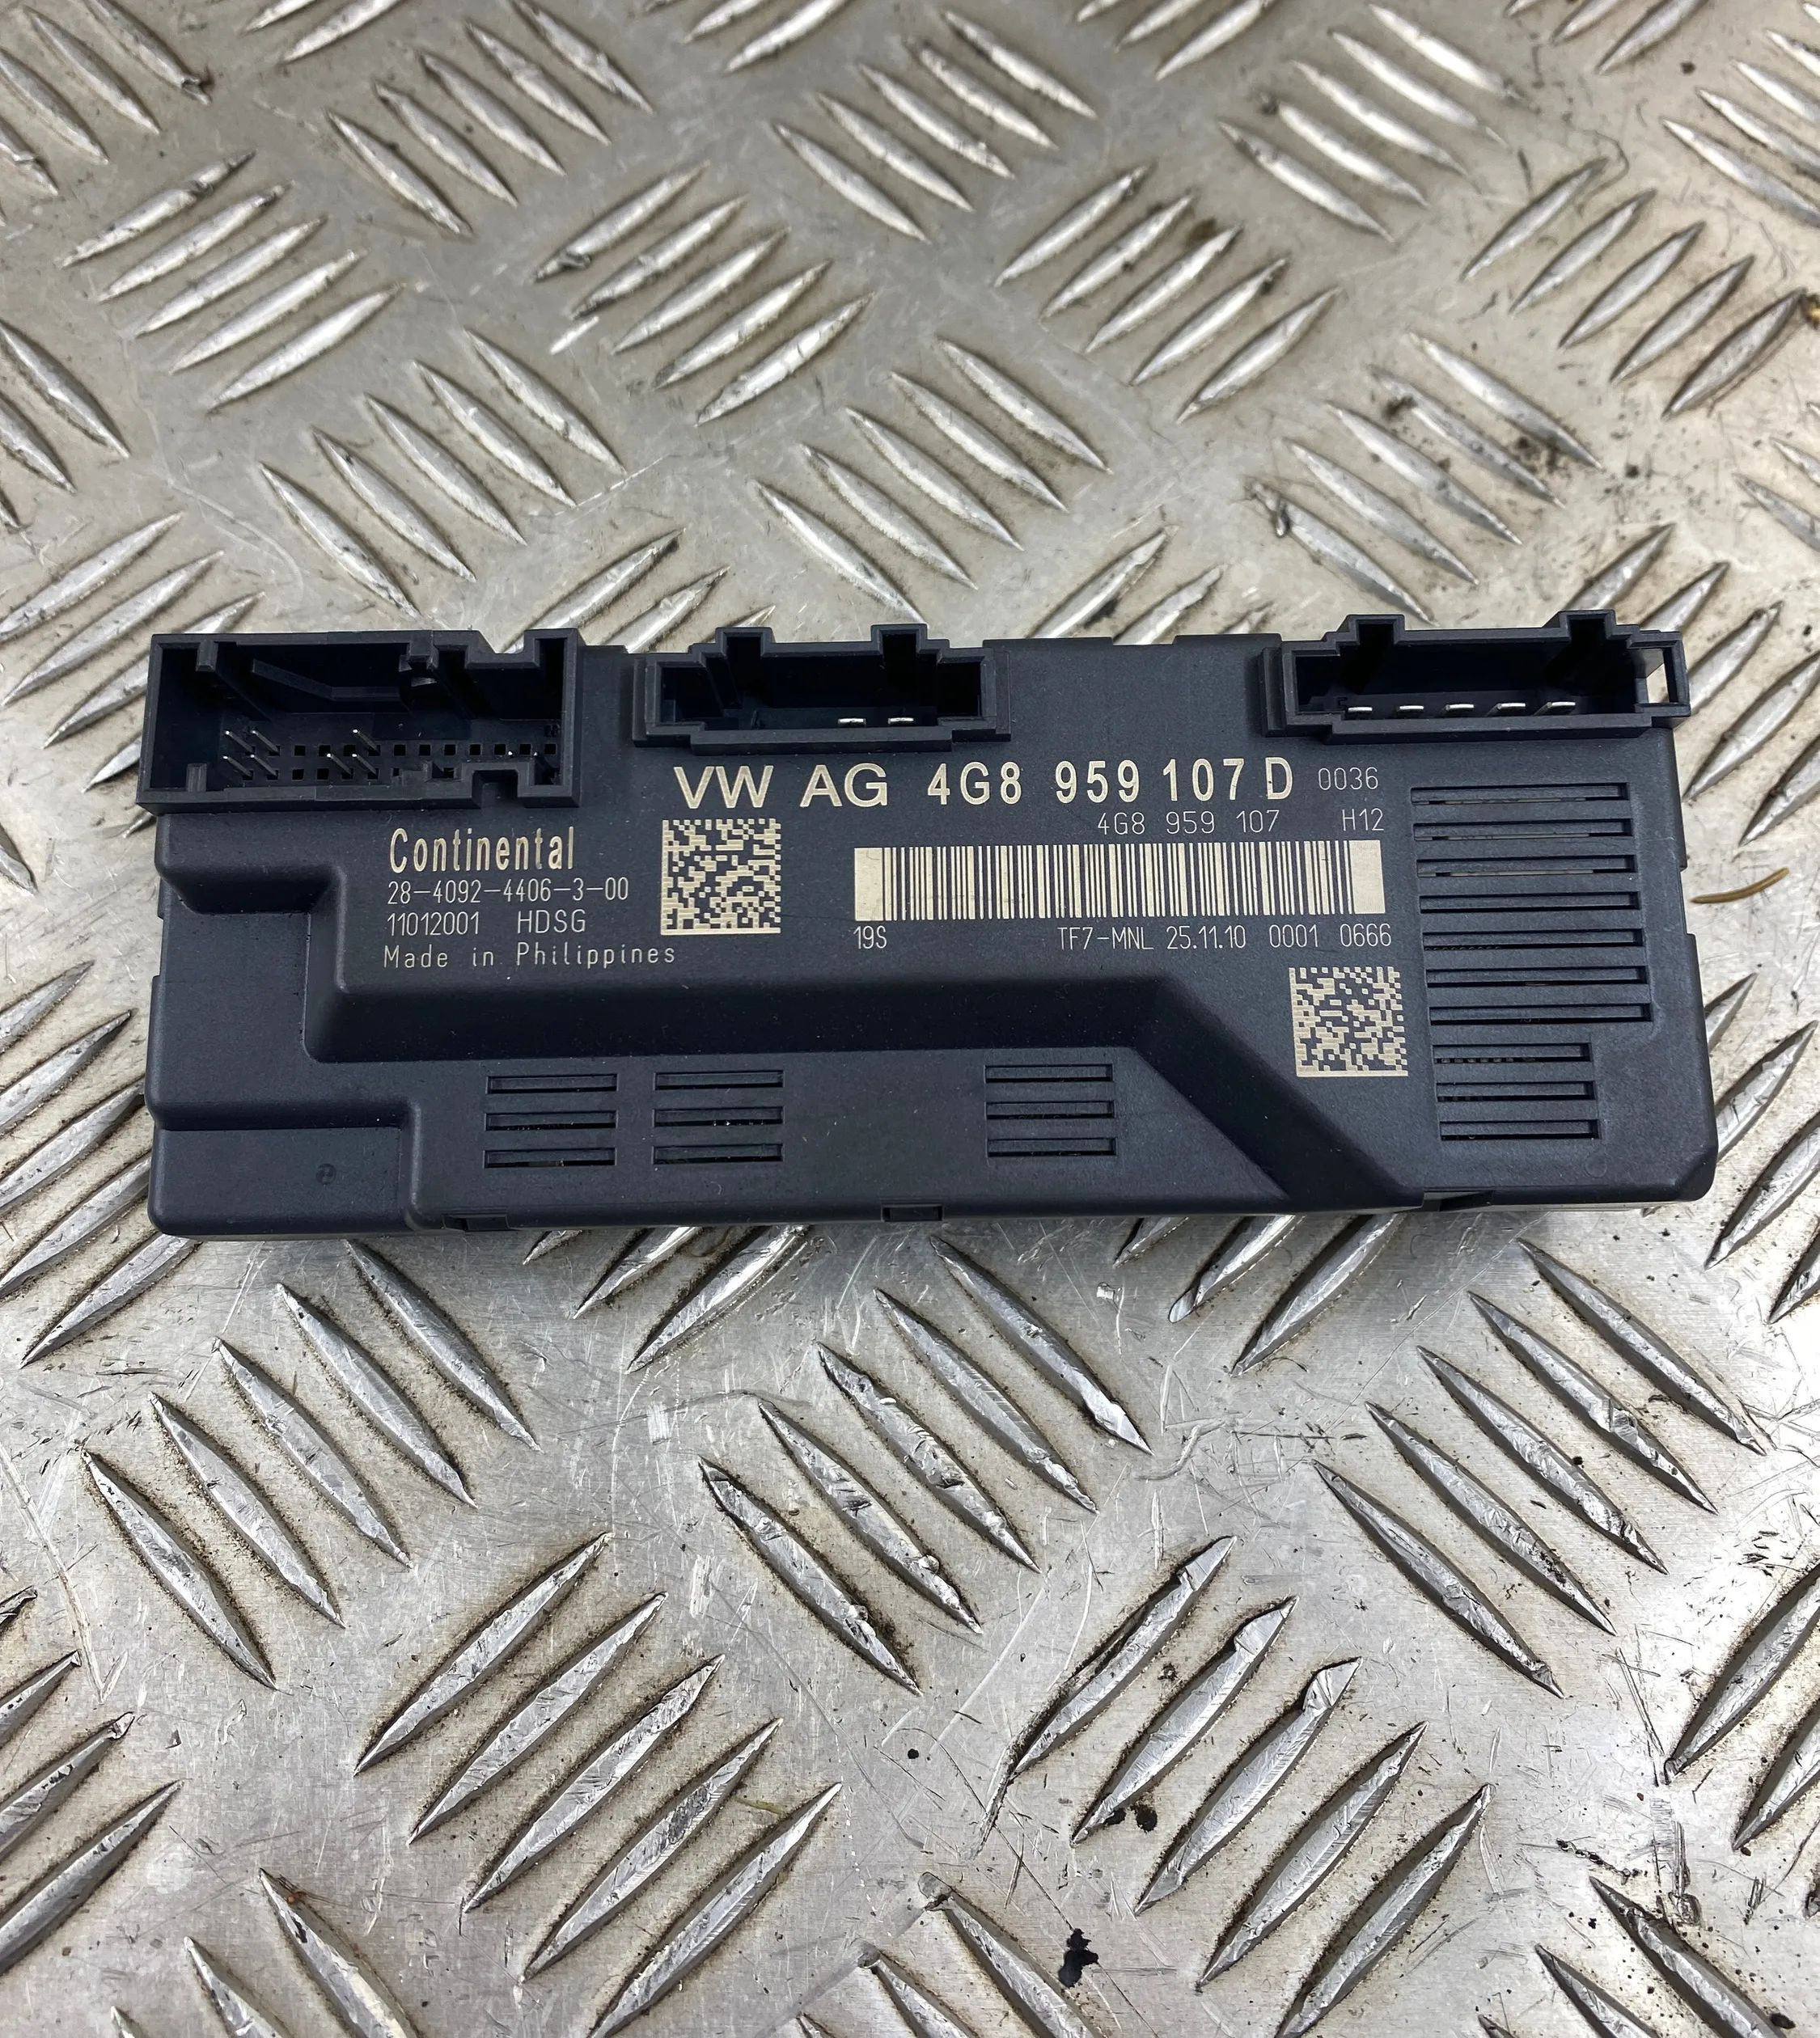 VW AG 4G8 959 107 D 0036
4G8 959 107 H12
Continental
28-4092-4406-3-00
11012001 HDSG
Made in Philippines
19S TF7-MNL 25.11.10 0001 0666